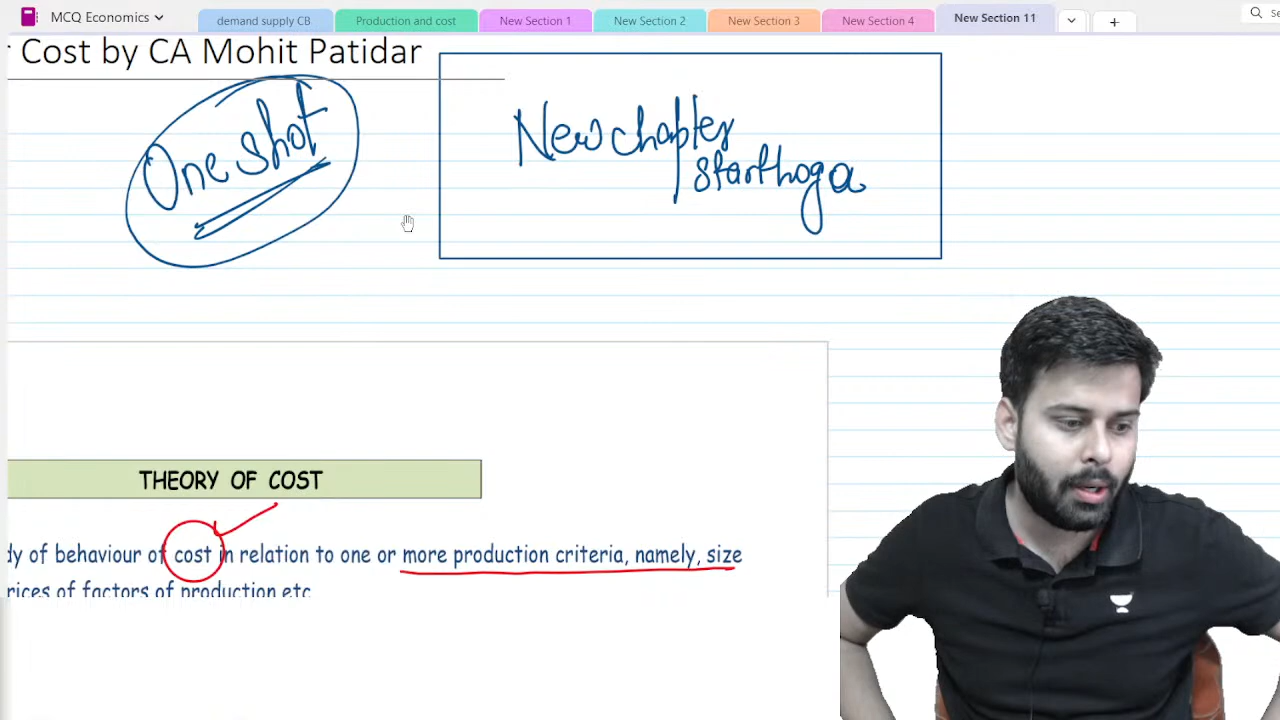 MCQ Economics
demand supply CB
Production and cost
New Section 1
New Section 2
New Section 3
New Section 4
New Section 11
r Cost by CA Mohit Patidar
One shot
New chapter
start hoga
THEORY OF COST
dy of behaviour of cost in relation to one or more production criteria, namely, size
rices of factors of production etc